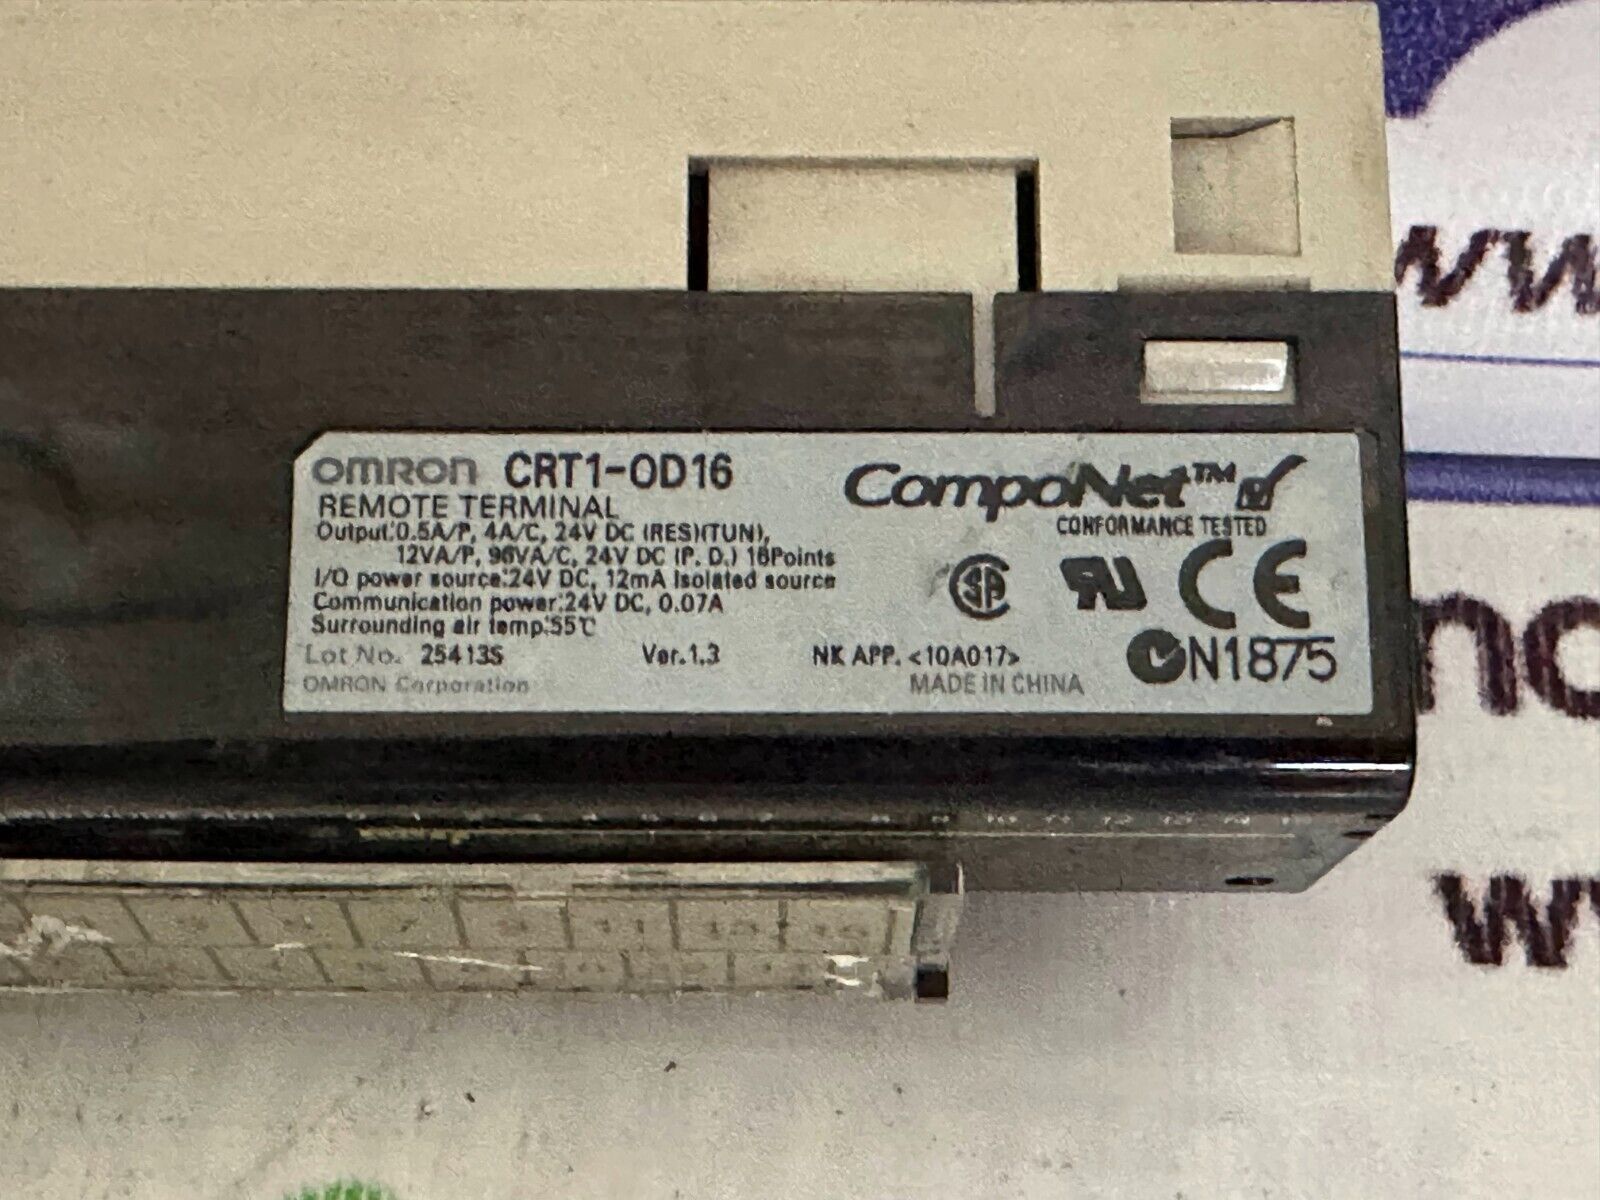 OMRON CRT1-OD16
REMOTE TERMINAL
Output:0.5A/P, 4A/C, 24V DC (RES)(TUN),
12VA/P, 96VA/C, 24V DC (P. D.) 16Points
I/O power source:24V DC, 12mA Isolated source
Communication power:24V DC, 0.07A
Surrounding air temp:55℃
Lot No. 25413S Ver.1.3
OMRON Corporation
CompoNet™
CONFORMANCE TESTED
SA
CE
NK APP. <10A017>
N1875
MADE IN CHINA